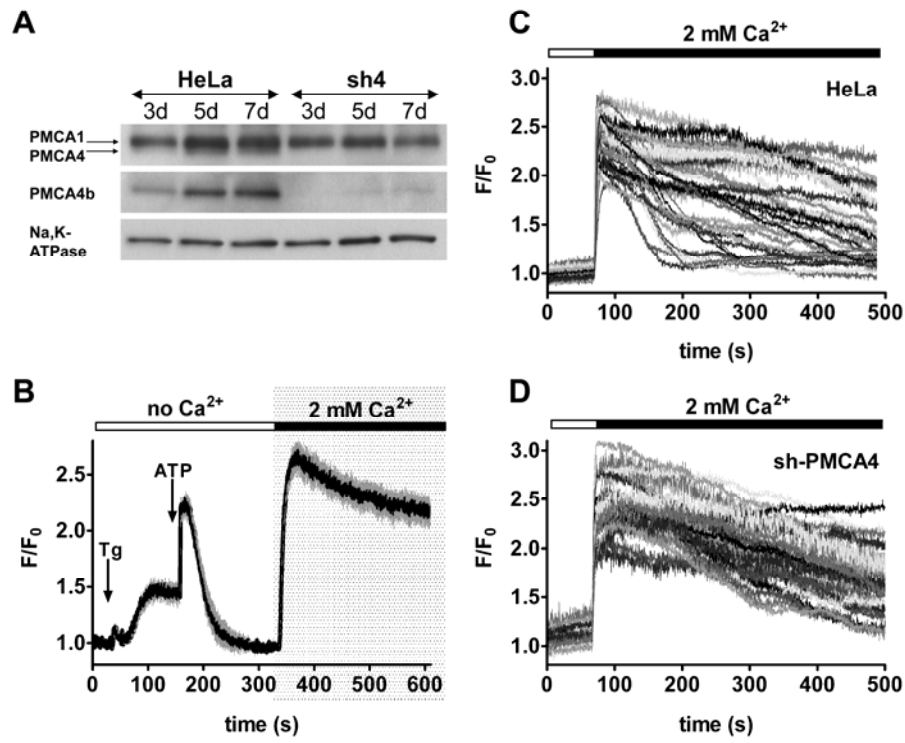 A
HeLa sh4
3d 5d 7d 3d 5d 7d
PMCA1
PMCA4
PMCA4b
Na,K-
ATPase
B
no Ca2+ 2 mM Ca2+
F/F0
2.5
2.0
1.5
1.0
Tg
ATP
0 100 200 300 400 500 600
time (s)
C
2 mM Ca2+
HeLa
F/F0
3.0
2.5
2.0
1.5
1.0
0 100 200 300 400 500
time (s)
D
2 mM Ca2+
sh-PMCA4
F/F0
3.0
2.5
2.0
1.5
1.0
0 100 200 300 400 500
time (s)